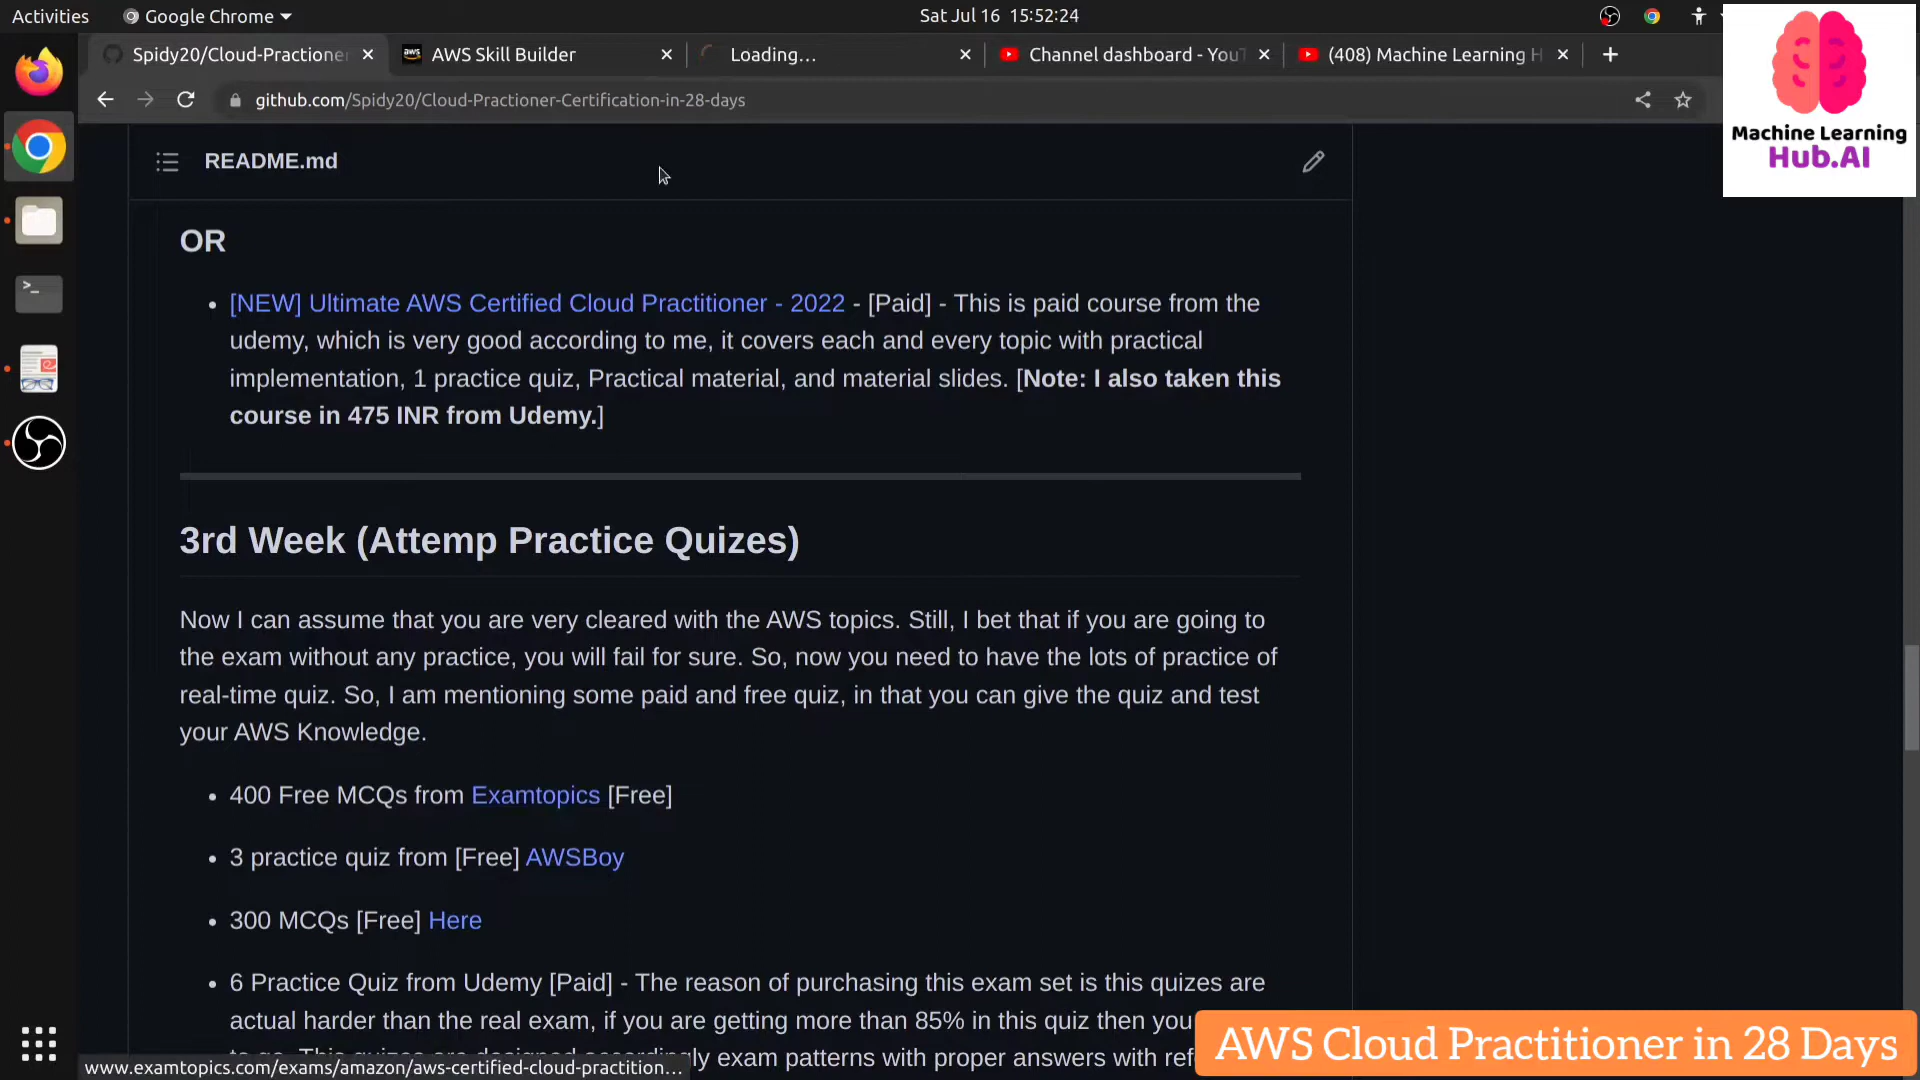 Activities
Google Chrome
Sat Jul 16 15:52:24
Spidy20/Cloud-Practioner
AWS Skill Builder
Loading…
Channel dashboard - YouT
(408) Machine Learning H
github.com/Spidy20/Cloud-Practioner-Certification-in-28-days
Machine Learning
Hub.AI
README.md
OR
[NEW] Ultimate AWS Certified Cloud Practitioner - 2022 - [Paid] - This is paid course from the
udemy, which is very good according to me, it covers each and every topic with practical
implementation, 1 practice quiz, Practical material, and material slides. [Note: I also taken this
course in 475 INR from Udemy.]
3rd Week (Attemp Practice Quizes)
Now I can assume that you are very cleared with the AWS topics. Still, I bet that if you are going to
the exam without any practice, you will fail for sure. So, now you need to have the lots of practice of
real-time quiz. So, I am mentioning some paid and free quiz, in that you can give the quiz and test
your AWS Knowledge.
400 Free MCQs from Examtopics [Free]
3 practice quiz from [Free] AWSBoy
300 MCQs [Free] Here
6 Practice Quiz from Udemy [Paid] - The reason of purchasing this exam set is this quizes are
actual harder than the real exam, if you are getting more than 85% in this quiz then you
exam patterns with proper answers with
www.examtopics.com/exams/amazon/aws-certified-cloud-practition…
AWS Cloud Practitioner in 28 Days